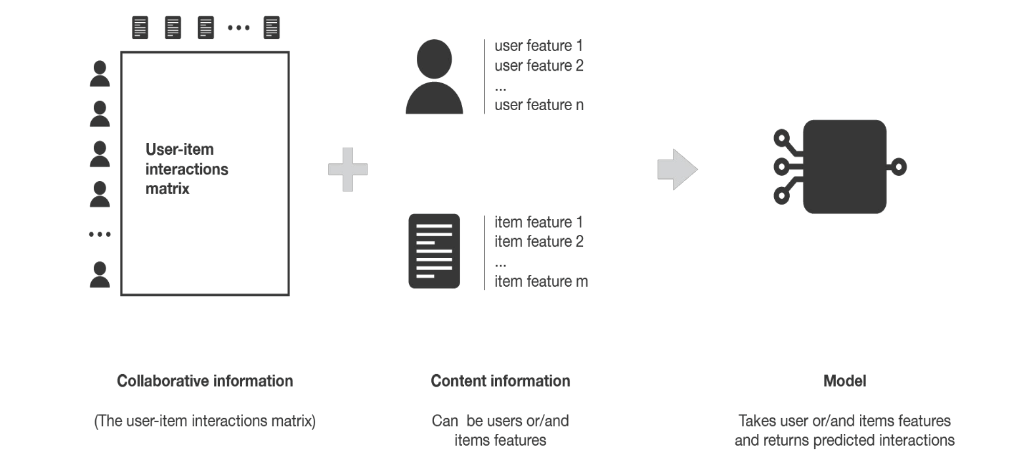 User-item
interactions
matrix
user feature 1
user feature 2
...
user feature n
item feature 1
item feature 2
...
item feature m
Collaborative information
(The user-item interactions matrix)
Content information
Can be users or/and
items features
Model
Takes user or/and items features
and returns predicted interactions